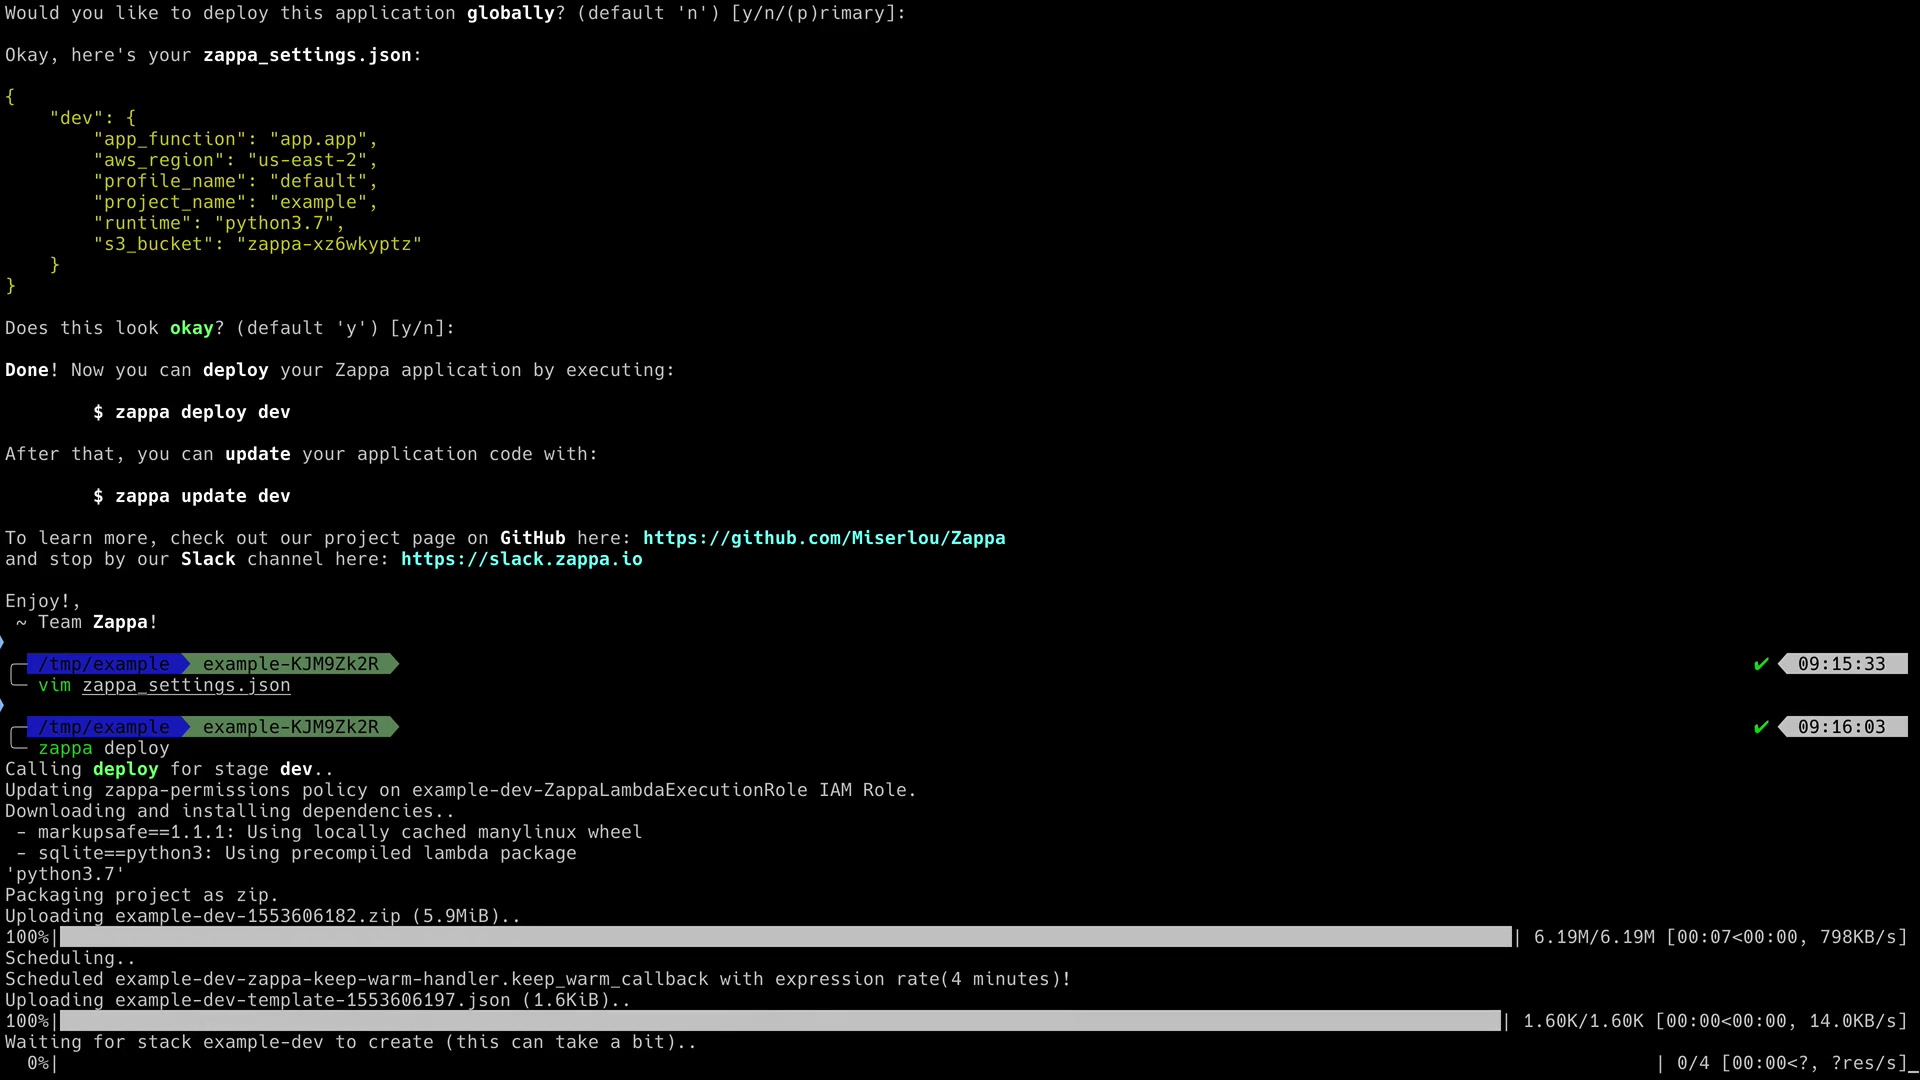 Would you like to deploy this application globally? (default 'n') [y/n/(p)rimary]:
Okay, here's your zappa_settings.json:
{
    "dev": {
        "app_function": "app.app",
        "aws_region": "us-east-2",
        "profile_name": "default",
        "project_name": "example",
        "runtime": "python3.7",
        "s3_bucket": "zappa-xz6wkyptz"
    }
}
Does this look okay? (default 'y') [y/n]:
Done! Now you can deploy your Zappa application by executing:
        $ zappa deploy dev
After that, you can update your application code with:
        $ zappa update dev
To learn more, check out our project page on GitHub here: https://github.com/Miserlou/Zappa
and stop by our Slack channel here: https://slack.zappa.io
Enjoy!,
 ~ Team Zappa!
/tmp/example example-KJM9Zk2R ✔ 09:15:33
vim zappa_settings.json
/tmp/example example-KJM9Zk2R ✔ 09:16:03
zappa deploy
Calling deploy for stage dev..
Updating zappa-permissions policy on example-dev-ZappaLambdaExecutionRole IAM Role.
Downloading and installing dependencies..
 - markupsafe==1.1.1: Using locally cached manylinux wheel
 - sqlite==python3: Using precompiled lambda package
'python3.7'
Packaging project as zip.
Uploading example-dev-1553606182.zip (5.9MiB)..
100%| | 6.19M/6.19M [00:07<00:00, 798KB/s]
Scheduling..
Scheduled example-dev-zappa-keep-warm-handler.keep_warm_callback with expression rate(4 minutes)!
Uploading example-dev-template-1553606197.json (1.6KiB)..
100%| | 1.60K/1.60K [00:00<00:00, 14.0KB/s]
Waiting for stack example-dev to create (this can take a bit)..
  0%| | 0/4 [00:00<?, ?res/s]